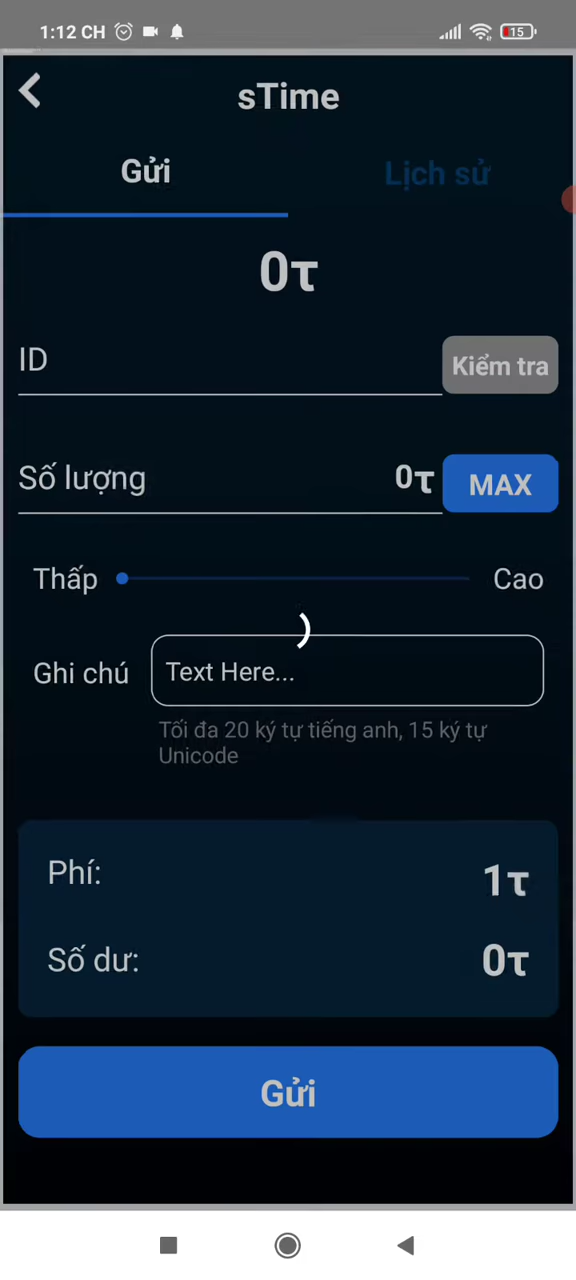 1:12 CH
15
sTime
Gửi
Lịch sử
0τ
ID
Kiểm tra
Số lượng
0τ
MAX
Thấp
Cao
Ghi chú
Text Here...
Tối đa 20 ký tự tiếng anh, 15 ký tự
Unicode
Phí:
1τ
Số dư:
0τ
Gửi